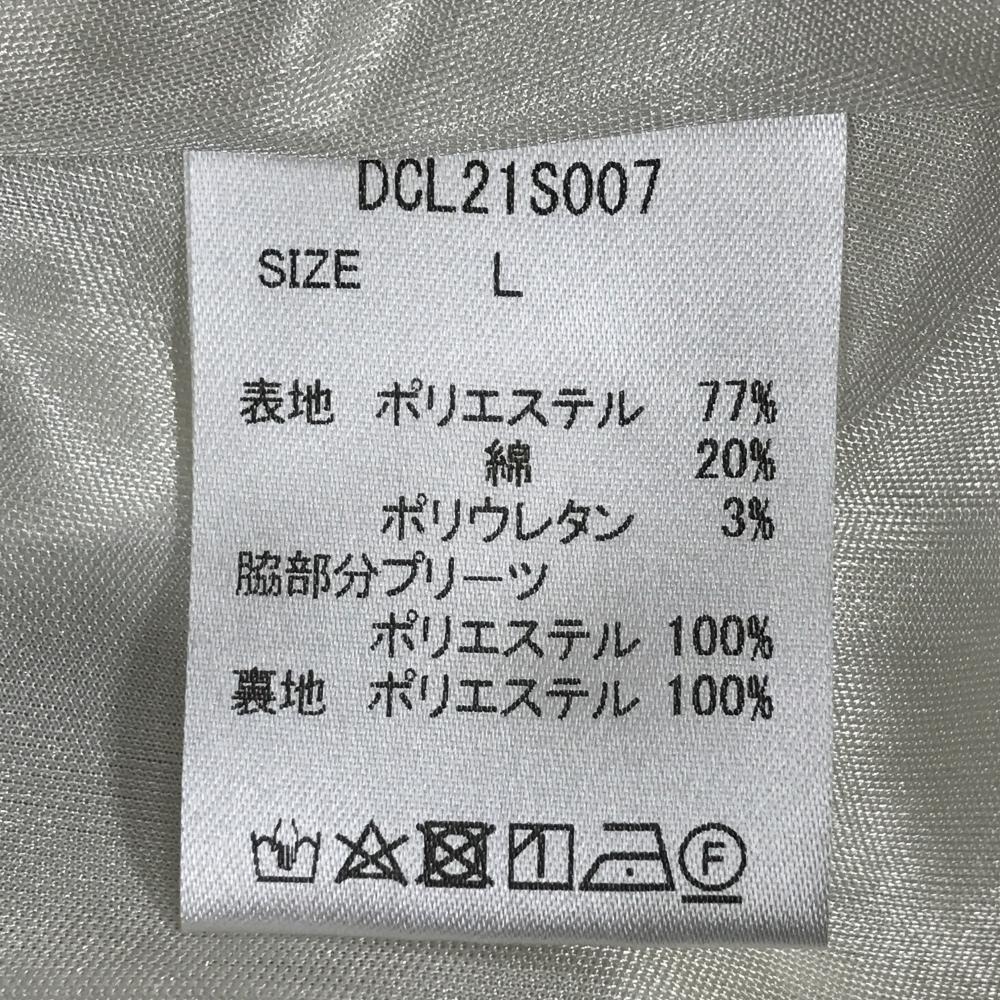 DCL21S007
SIZE L
表地 ポリエステル 77%
綿 20%
ポリウレタン 3%
脇部分プリーツ
ポリエステル 100%
裏地 ポリエステル 100%
F